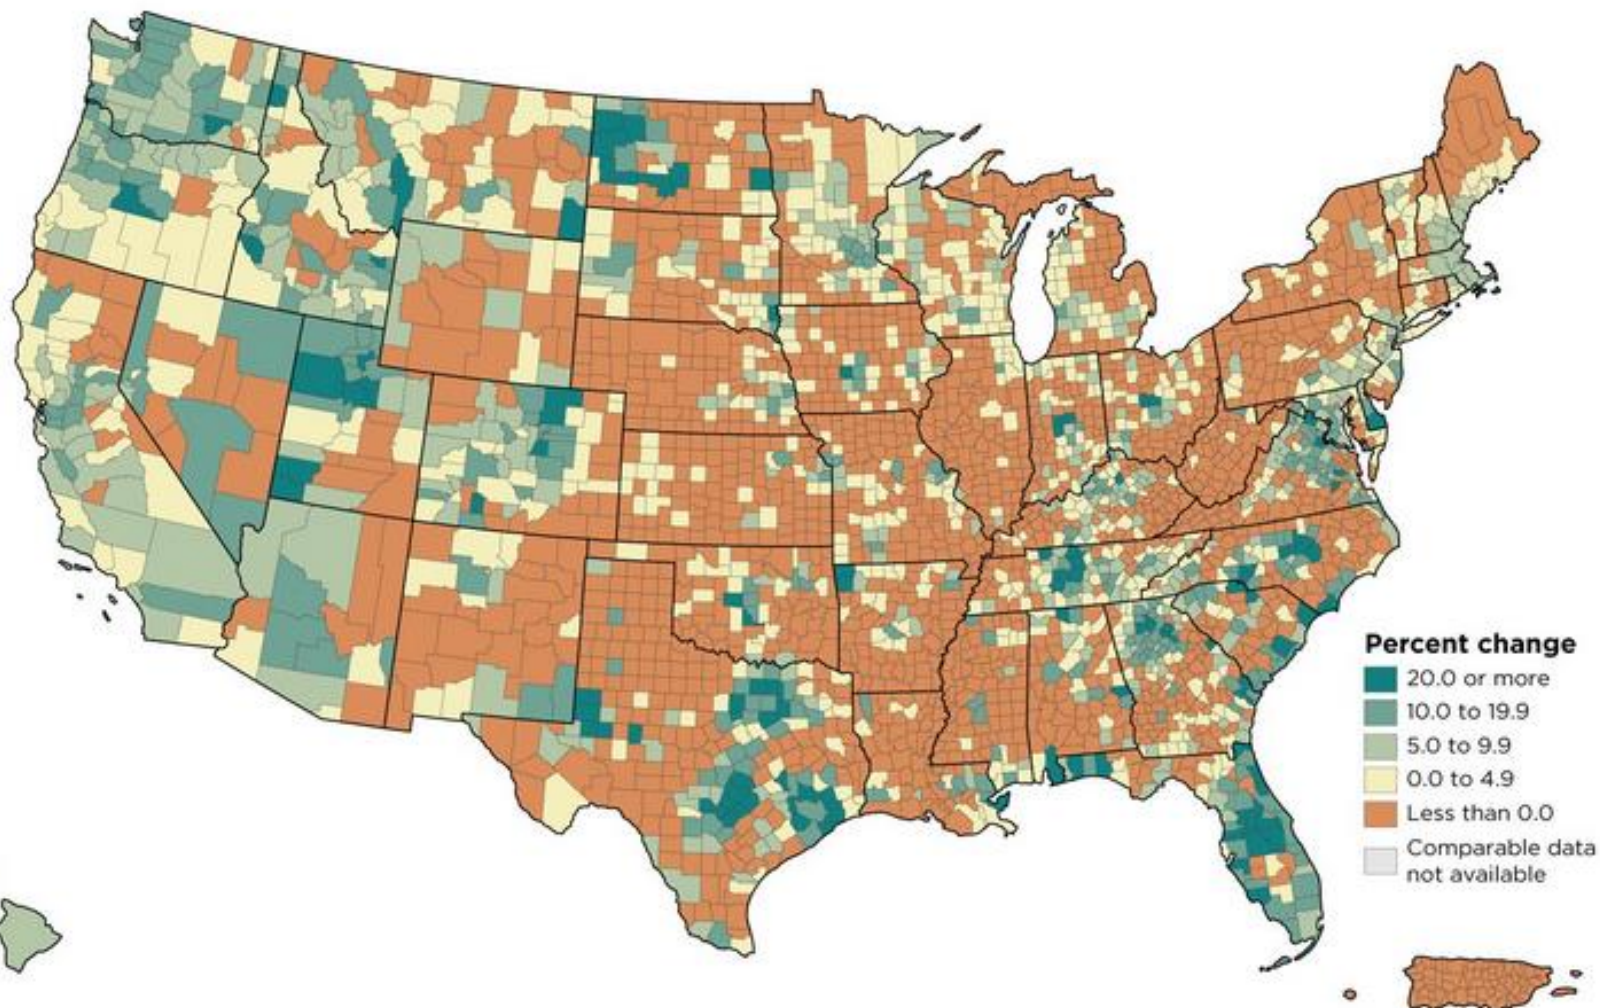 Percent change
20.0 or more
10.0 to 19.9
5.0 to 9.9
0.0 to 4.9
Less than 0.0
Comparable data
not available